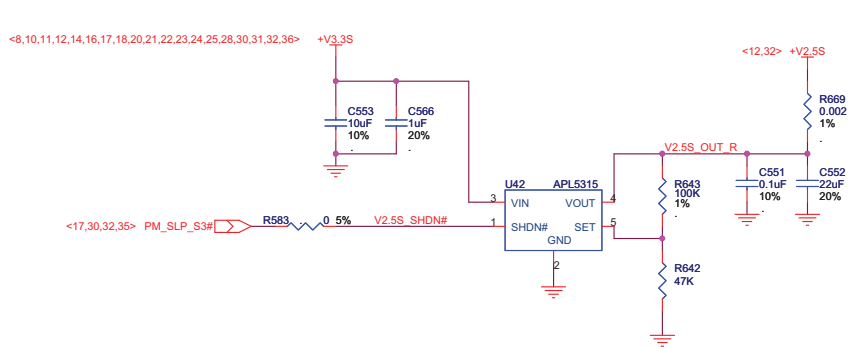 <8,10,11,12,14,16,17,18,20,21,22,23,24,25,28,30,31,32,36> +V3.3S
<12,32> +V2.5S
C553
10uF
10%
.
C566
1uF
20%
.
R669
0.002
1%
.
V2.5S_OUT_R
U42 APL5315
3 VIN VOUT 4
1 SHDN# SET 5
GND
2
R643
100K
1%
.
C551
0.1uF
10%
.
C552
22uF
20%
.
<17,30,32,35> PM_SLP_S3#
R583 . 0 5% V2.5S_SHDN#
R642
47K